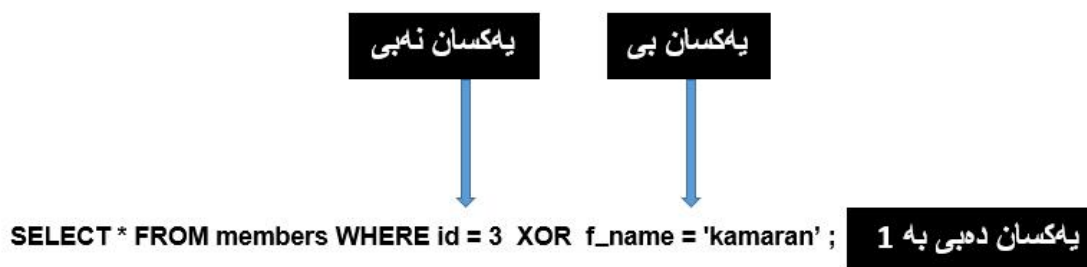 یەکسان نەبی
یەکسان بی
SELECT * FROM members WHERE id = 3 XOR f_name = 'kamaran’ ;
یەکسان دەبی بە 1